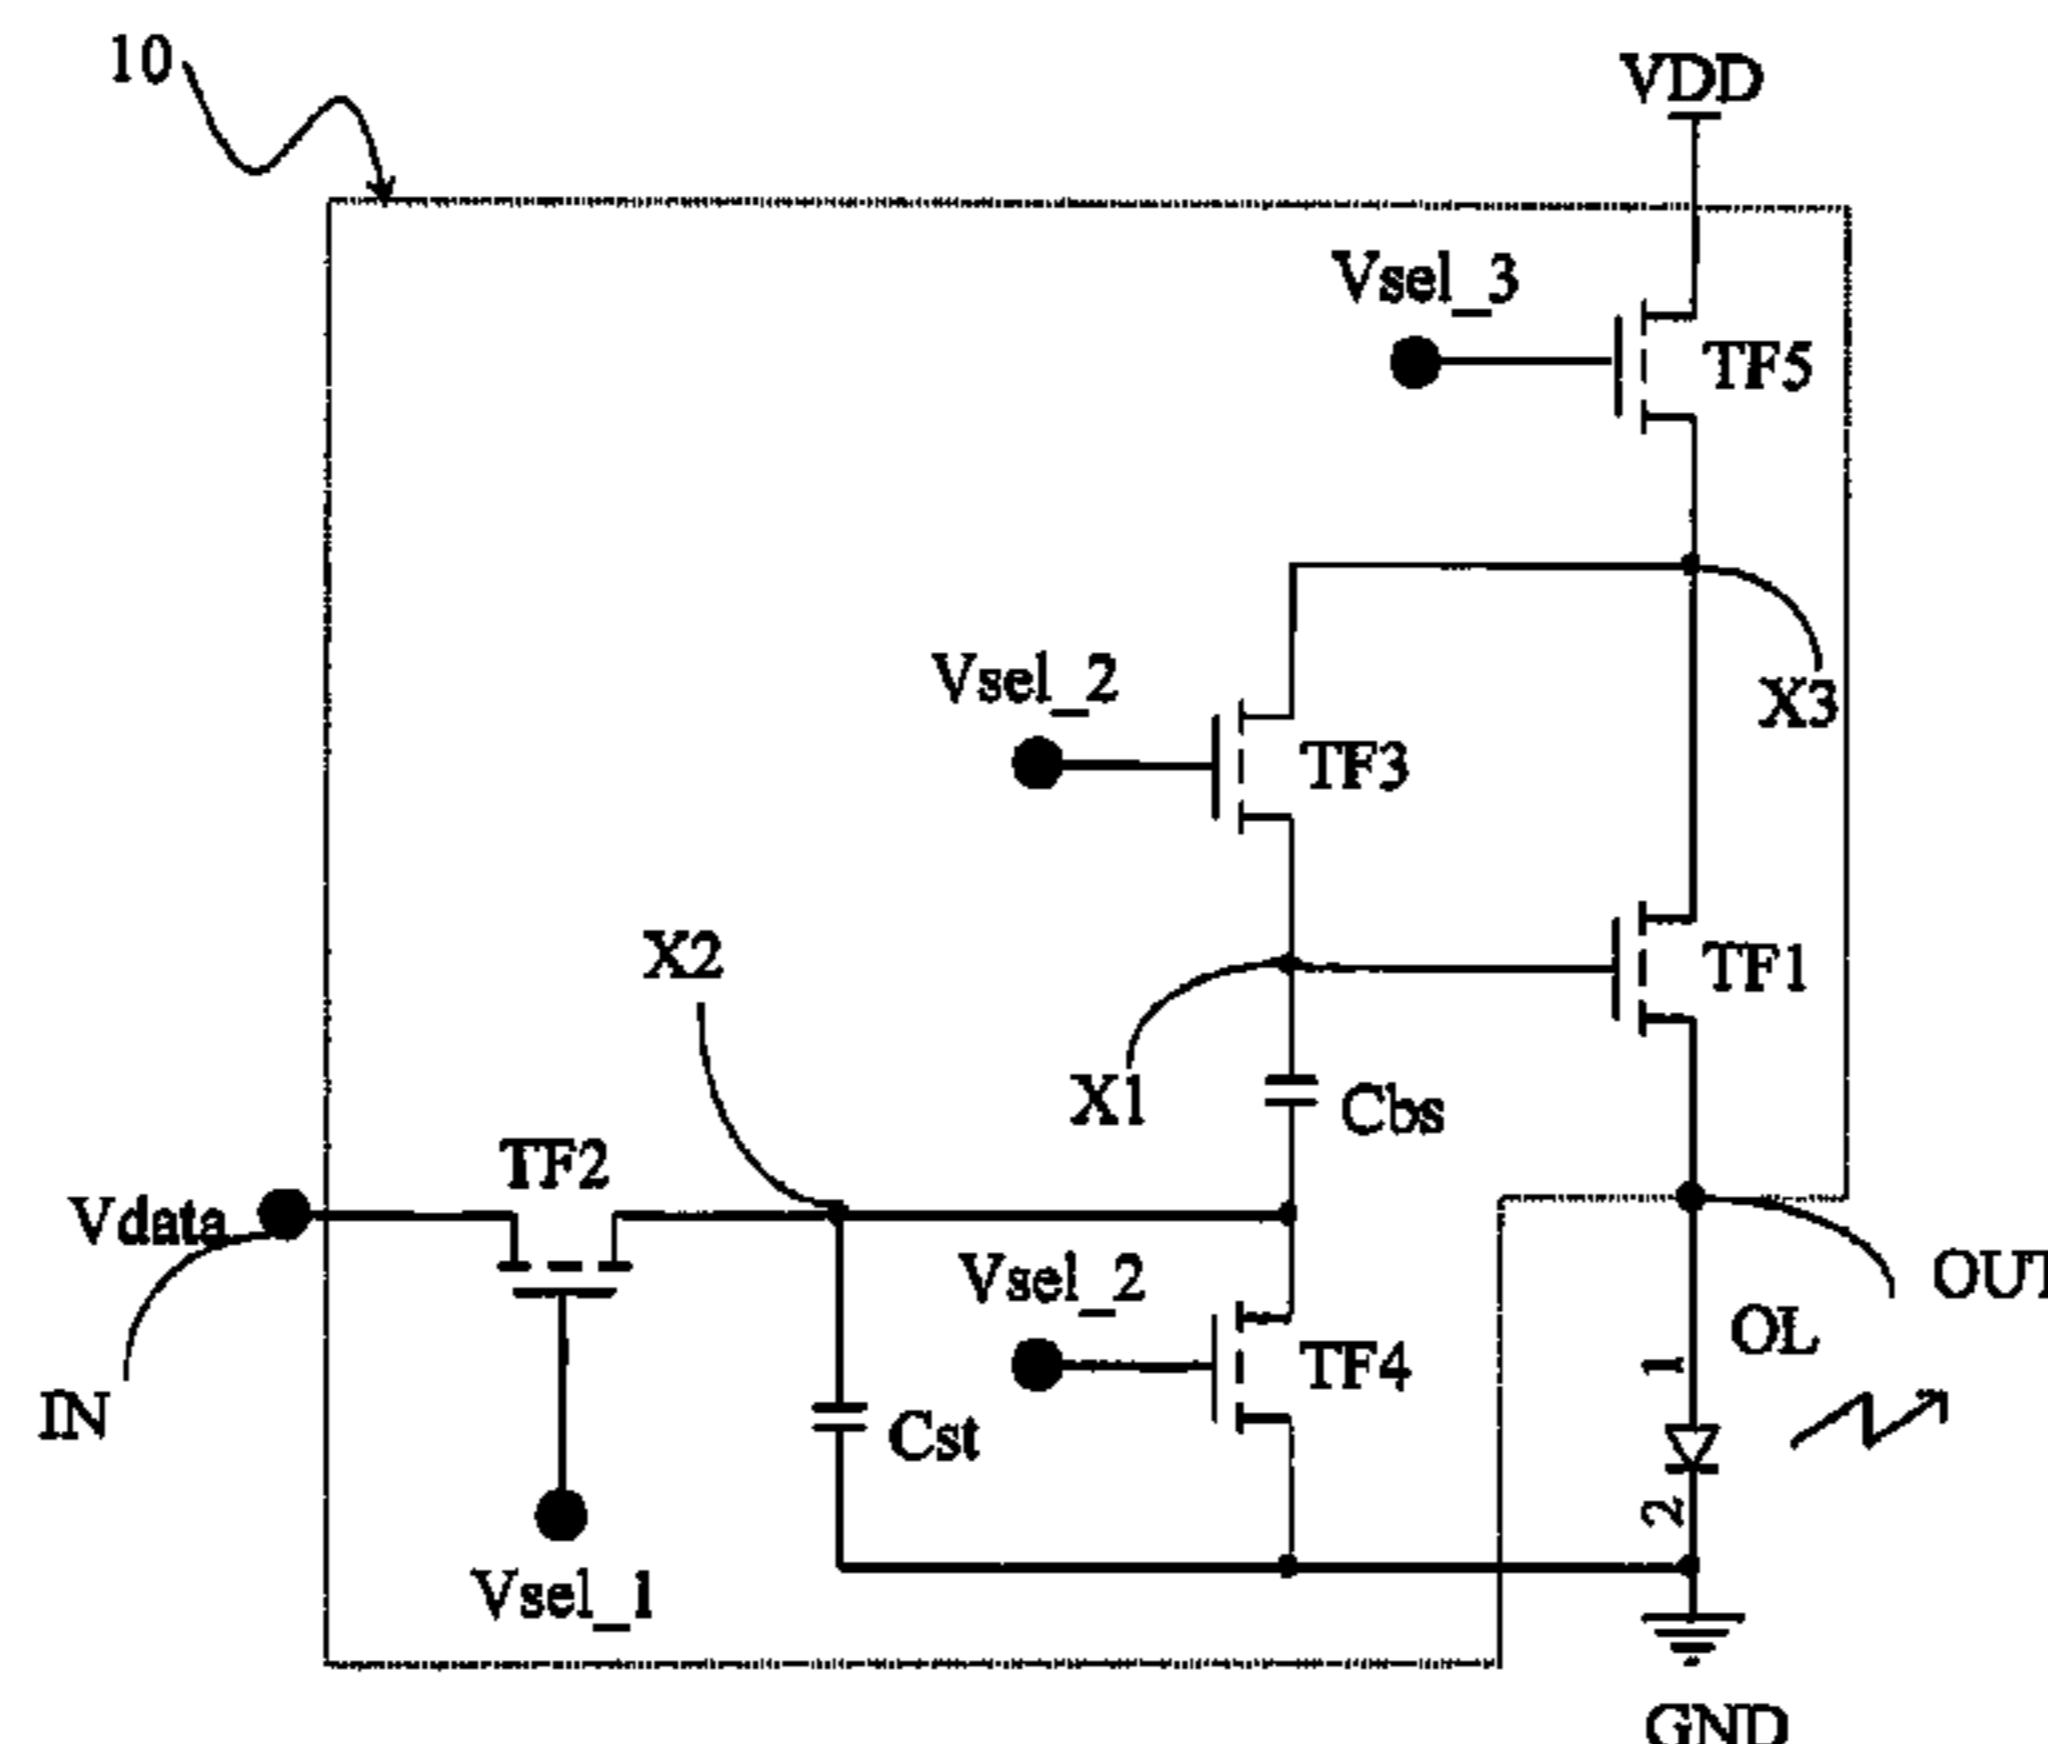 10
VDD
Vsel_3
TF5
Vsel_2
TF3
X3
X2
TF1
X1
Cbs
TF2
Vdata
Vsel_2
OUT
OL
1
TF4
IN
Cst
2
Vsel_1
GND